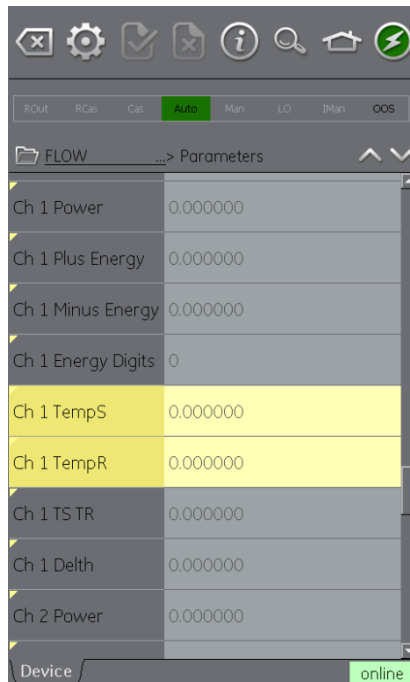 ROut RCas Cas Auto Man LO IMan OOS
FLOW ...> Parameters
Ch 1 Power 0.000000
Ch 1 Plus Energy 0.000000
Ch 1 Minus Energy 0.000000
Ch 1 Energy Digits 0
Ch 1 TempS 0.000000
Ch 1 TempR 0.000000
Ch 1 TS TR 0.000000
Ch 1 Delth 0.000000
Ch 2 Power 0.000000
Device online